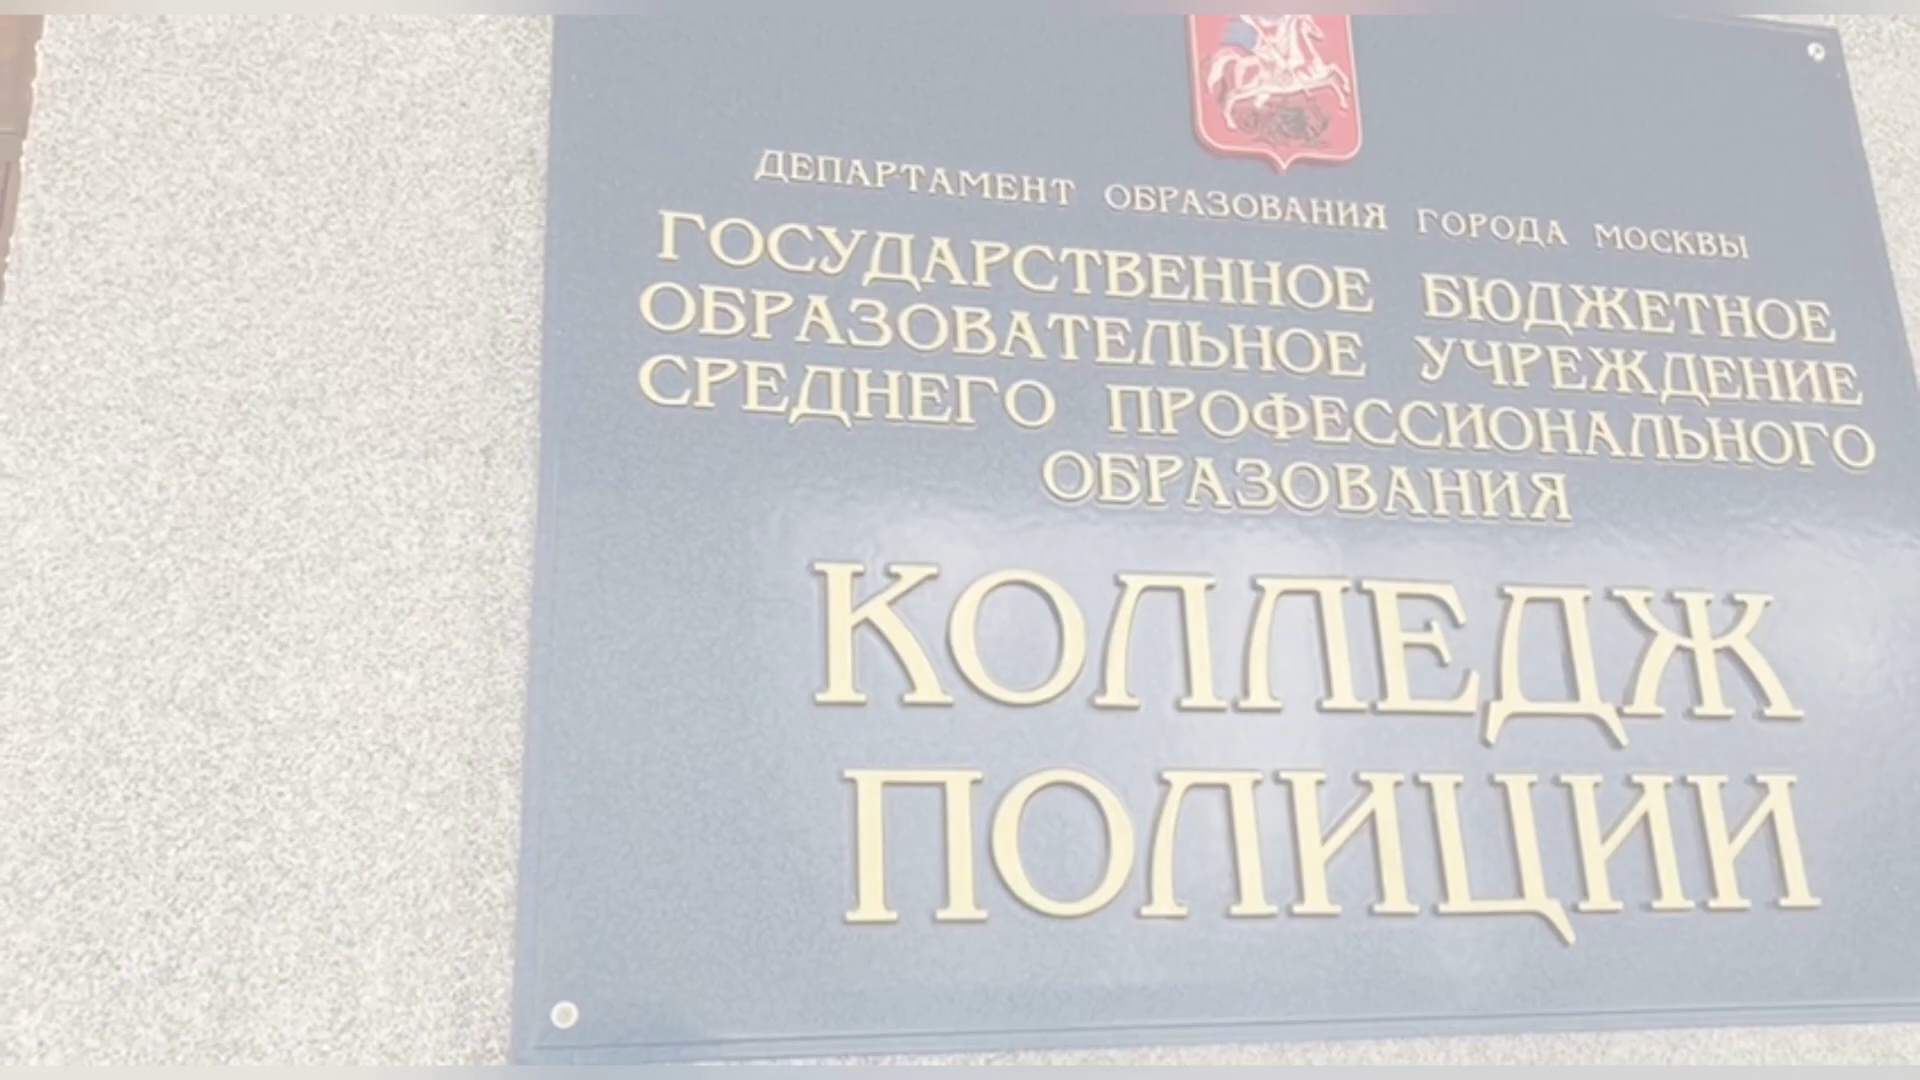 ДЕПАРТАМЕНТ ОБРАЗОВАНИЯ ГОРОДА МОСКВЫ
ГОСУДАРСТВЕННОЕ БЮДЖЕТНОЕ
ОБРАЗОВАТЕЛЬНОЕ УЧРЕЖДЕНИЕ
СРЕДНЕГО ПРОФЕССИОНАЛЬНОГО
ОБРАЗОВАНИЯ
КОЛЛЕДЖ
ПОЛИЦИИ